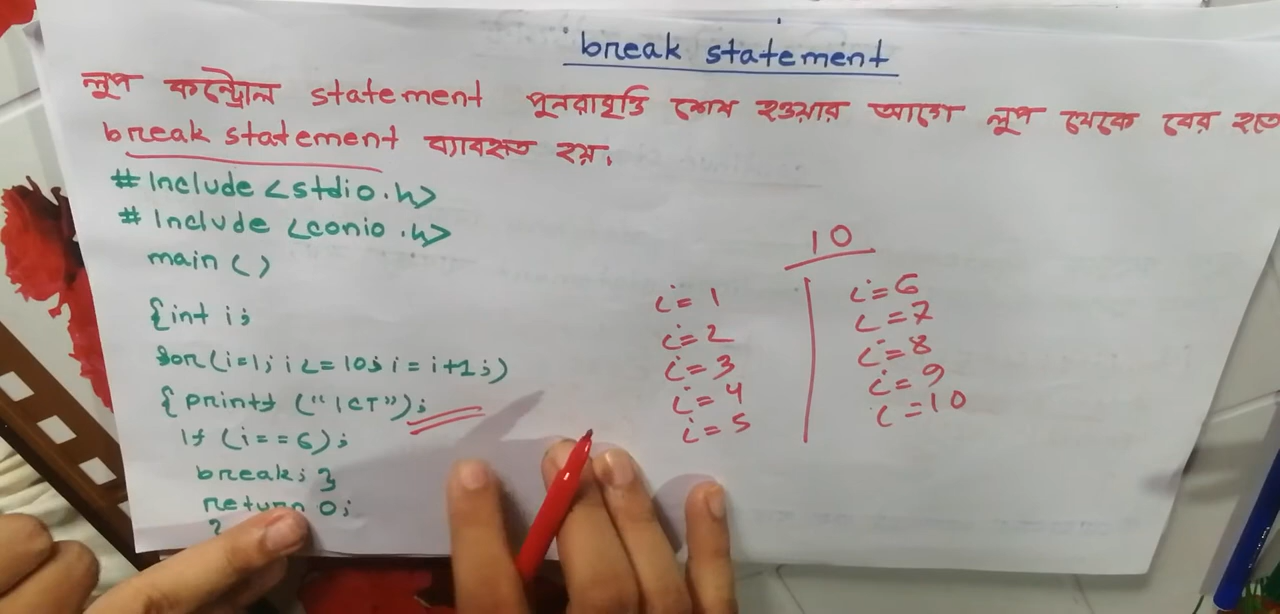 break statement
লুপ কন্ট্রোল statement পুনরাবৃত্তি শেষ হওয়ার আগে লুপ থেকে বের হতে
break statement ব্যাবহৃত হয়।
# Include <stdio.h>
# Include <conio.h>
main ()
{int i;
for(i=1; i<=10; i=i+1;)
{printf ("ICT");
If (i==6);
break; }
return 0;
}
10
i=1
i=2
i=3
i=4
i=5
i=6
i=7
i=8
i=9
i=10